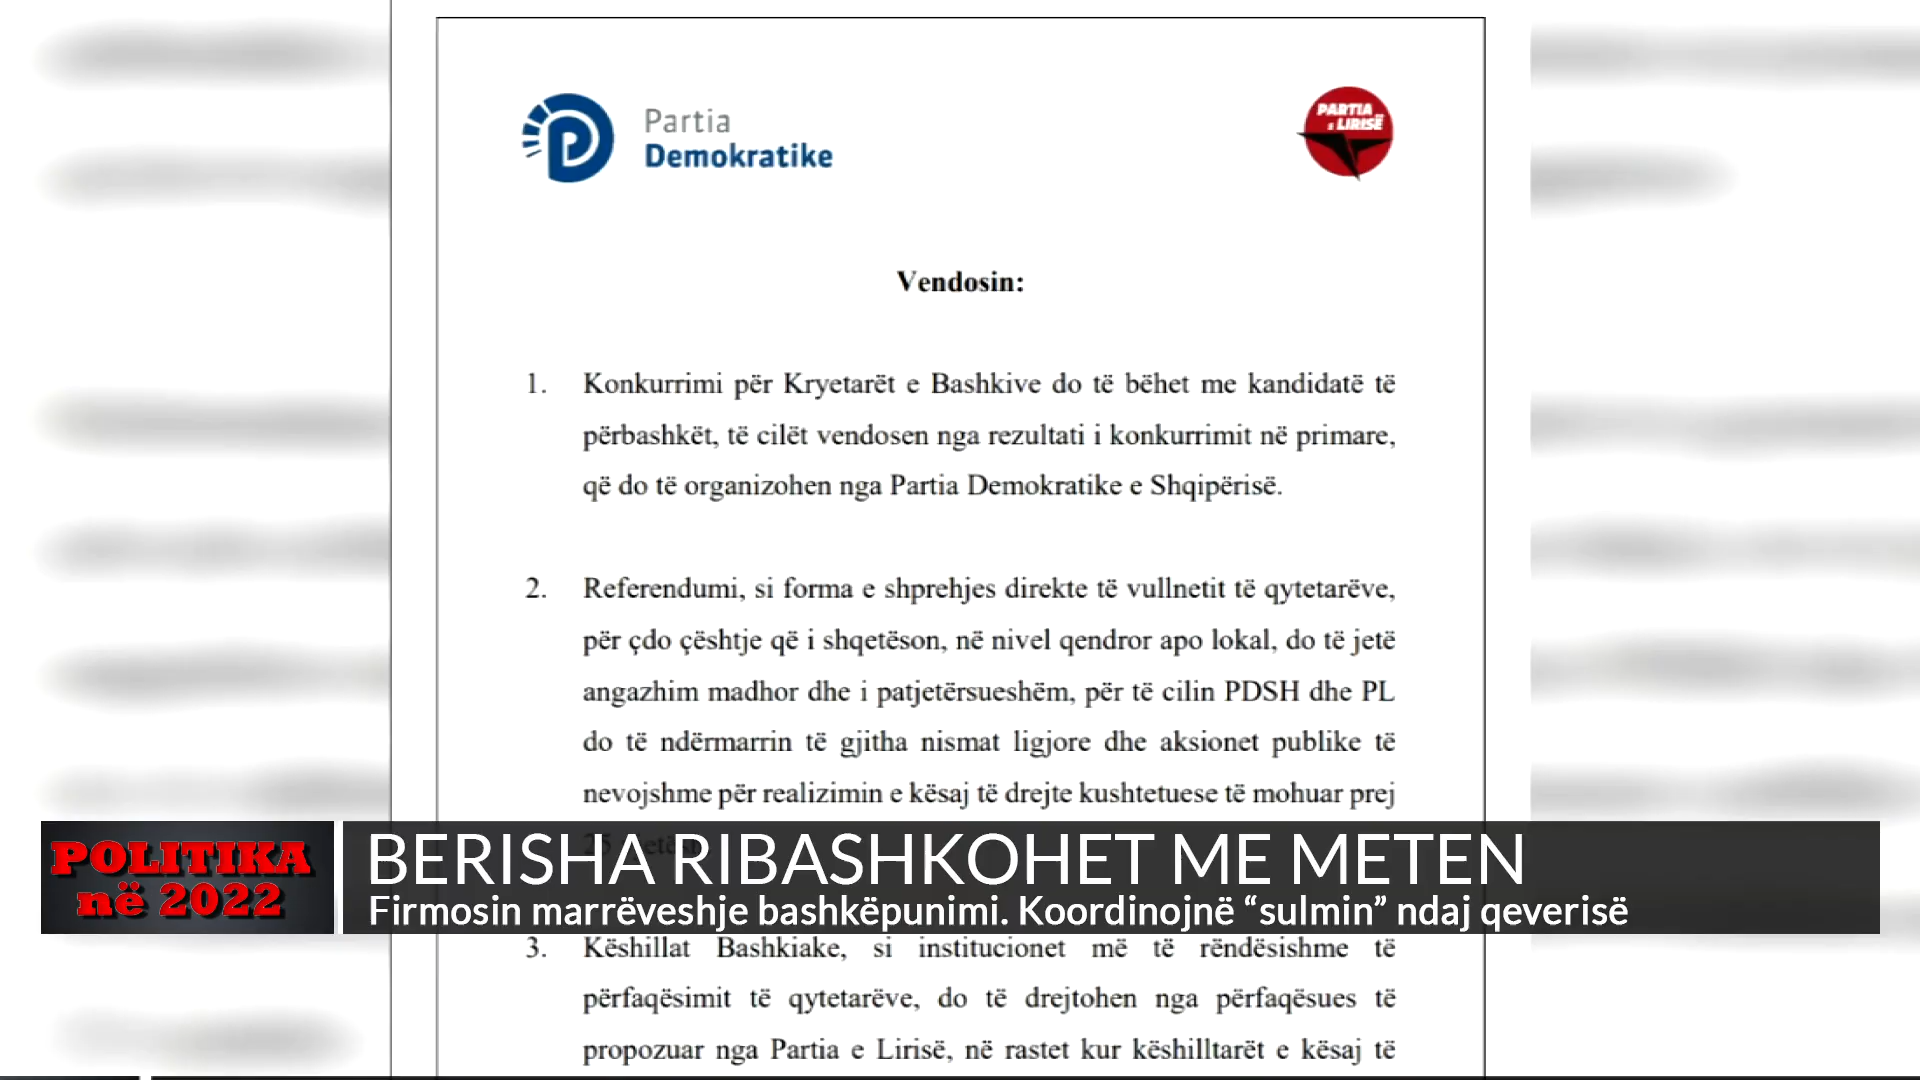 Partia
Demokratike
PARTIA
e LIRISË
Vendosin:
1. Konkurrimi për Kryetarët e Bashkive do të bëhet me kandidatë të
përbashkët, të cilët vendosen nga rezultati i konkurrimit në primare,
që do të organizohen nga Partia Demokratike e Shqipërisë.
2. Referendumi, si forma e shprehjes direkte të vullnetit të qytetarëve,
për çdo çështje që i shqetëson, në nivel qendror apo lokal, do të jetë
angazhim madhor dhe i patjetërsueshëm, për të cilin PDSH dhe PL
do të ndërmarrin të gjitha nismat ligjore dhe aksionet publike të
nevojshme për realizimin e kësaj të drejte kushtetuese të mohuar prej
POLITIKA
në 2022
BERISHA RIBASHKOHET ME METEN
Firmosin marrëveshje bashkëpunimi. Koordinojnë “sulmin” ndaj qeverisë
3. Këshillat Bashkiake, si institucionet më të rëndësishme të
përfaqësimit të qytetarëve, do të drejtohen nga përfaqësues të
propozuar nga Partia e Lirisë, në rastet kur këshilltarët e kësaj të